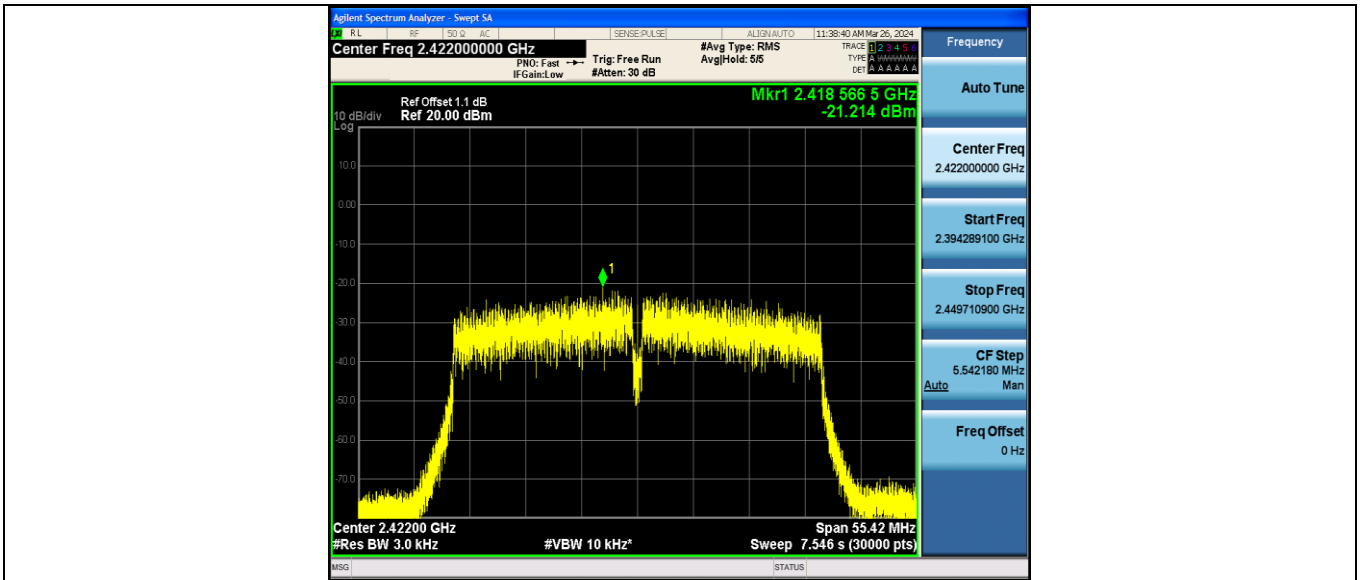 Agilent Spectrum Analyzer - Swept SA
LXI RL RF 50 Ω AC SENSE:PULSE ALIGNAUTO 11:38:40 AM Mar 26, 2024
Center Freq 2.422000000 GHz
PNO: Fast
IFGain:Low
Trig: Free Run
#Atten: 30 dB
#Avg Type: RMS
Avg|Hold: 5/5
TRACE 1 2 3 4 5 6
TYPE A WWWWW
DET A A A A A A
Mkr1 2.418 566 5 GHz
-21.214 dBm
Ref Offset 1.1 dB
10 dB/div Ref 20.00 dBm
Log
10.0
0.00
-10.0
-20.0
-30.0
-40.0
-50.0
-60.0
-70.0
1
Center 2.42200 GHz Span 55.42 MHz
#Res BW 3.0 kHz #VBW 10 kHz* Sweep 7.546 s (30000 pts)
MSG STATUS
Frequency
Auto Tune
Center Freq
2.422000000 GHz
Start Freq
2.394289100 GHz
Stop Freq
2.449710900 GHz
CF Step
5.542180 MHz
Auto Man
Freq Offset
0 Hz